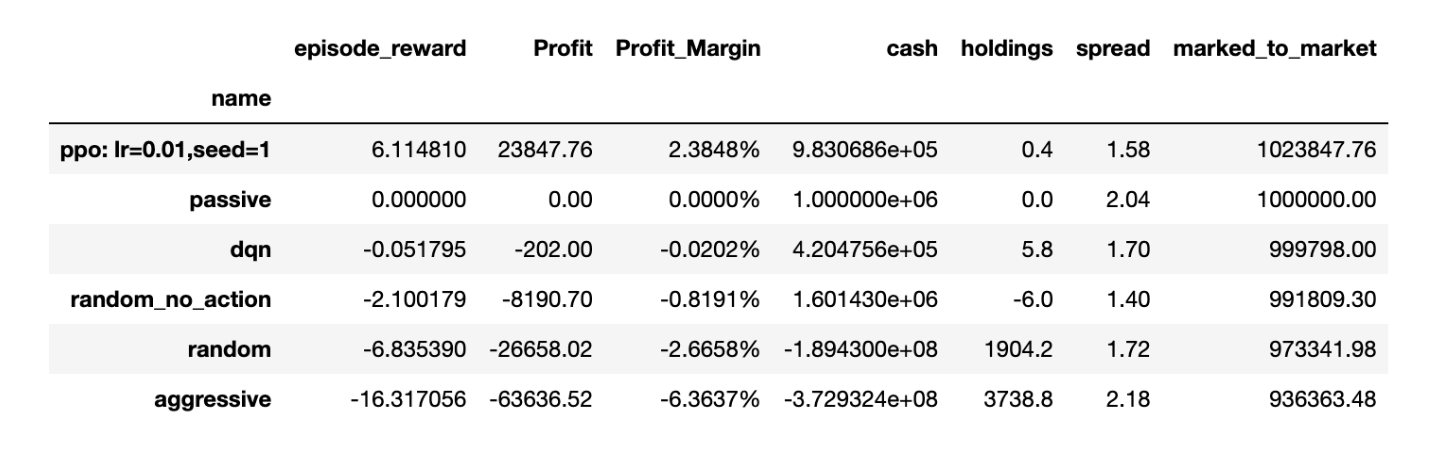 episode_reward Profit Profit_Margin cash holdings spread marked_to_market
name
ppo: lr=0.01,seed=1 6.114810 23847.76 2.3848% 9.830686e+05 0.4 1.58 1023847.76
passive 0.000000 0.00 0.0000% 1.000000e+06 0.0 2.04 1000000.00
dqn -0.051795 -202.00 -0.0202% 4.204756e+05 5.8 1.70 999798.00
random_no_action -2.100179 -8190.70 -0.8191% 1.601430e+06 -6.0 1.40 991809.30
random -6.835390 -26658.02 -2.6658% -1.894300e+08 1904.2 1.72 973341.98
aggressive -16.317056 -63636.52 -6.3637% -3.729324e+08 3738.8 2.18 936363.48